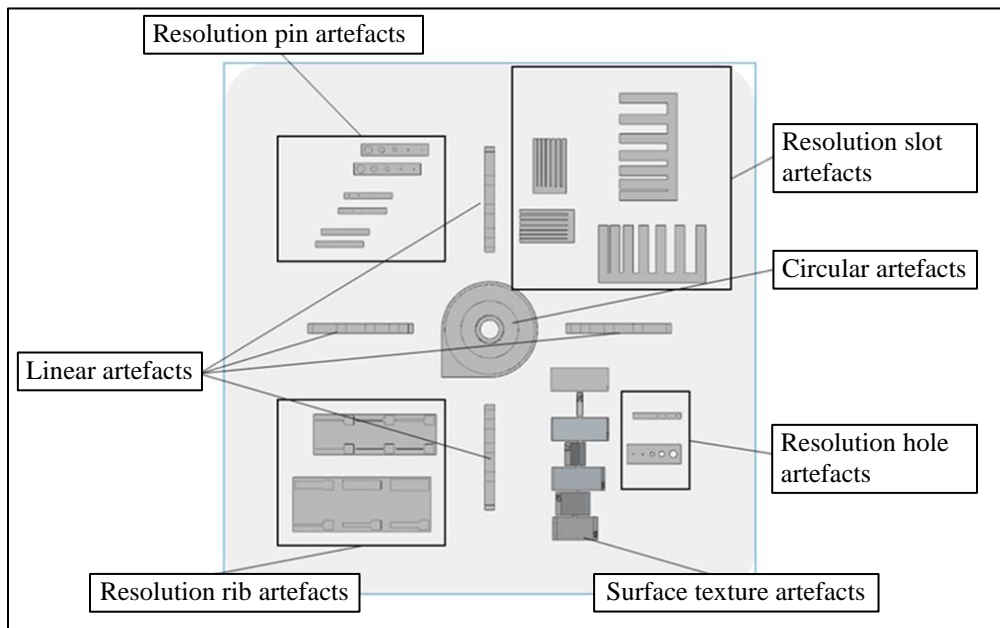 Resolution pin artefacts
Resolution slot
artefacts
Circular artefacts
Linear artefacts
Resolution hole
artefacts
Resolution rib artefacts
Surface texture artefacts